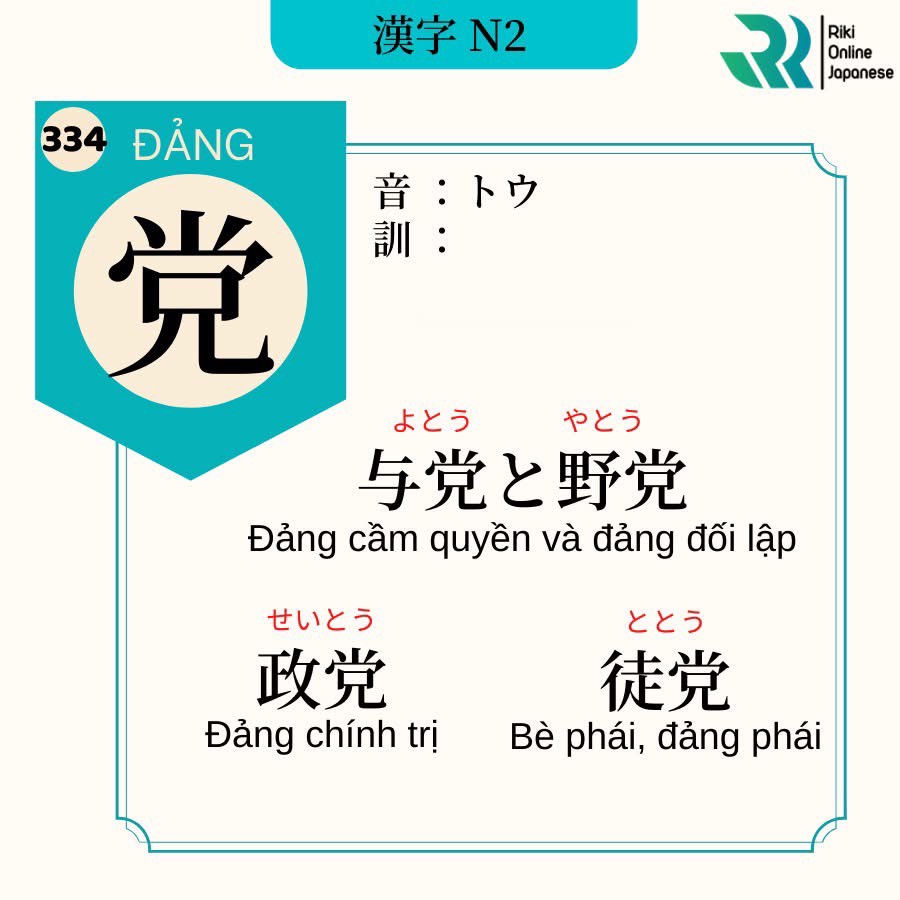 漢字 N2
Riki
Online
Japanese
334
ĐẢNG
党
音 ：トウ
訓 ：
よとう やとう
与党と野党
Đảng cầm quyền và đảng đối lập
せいとう
政党
Đảng chính trị
ととう
徒党
Bè phái, đảng phái